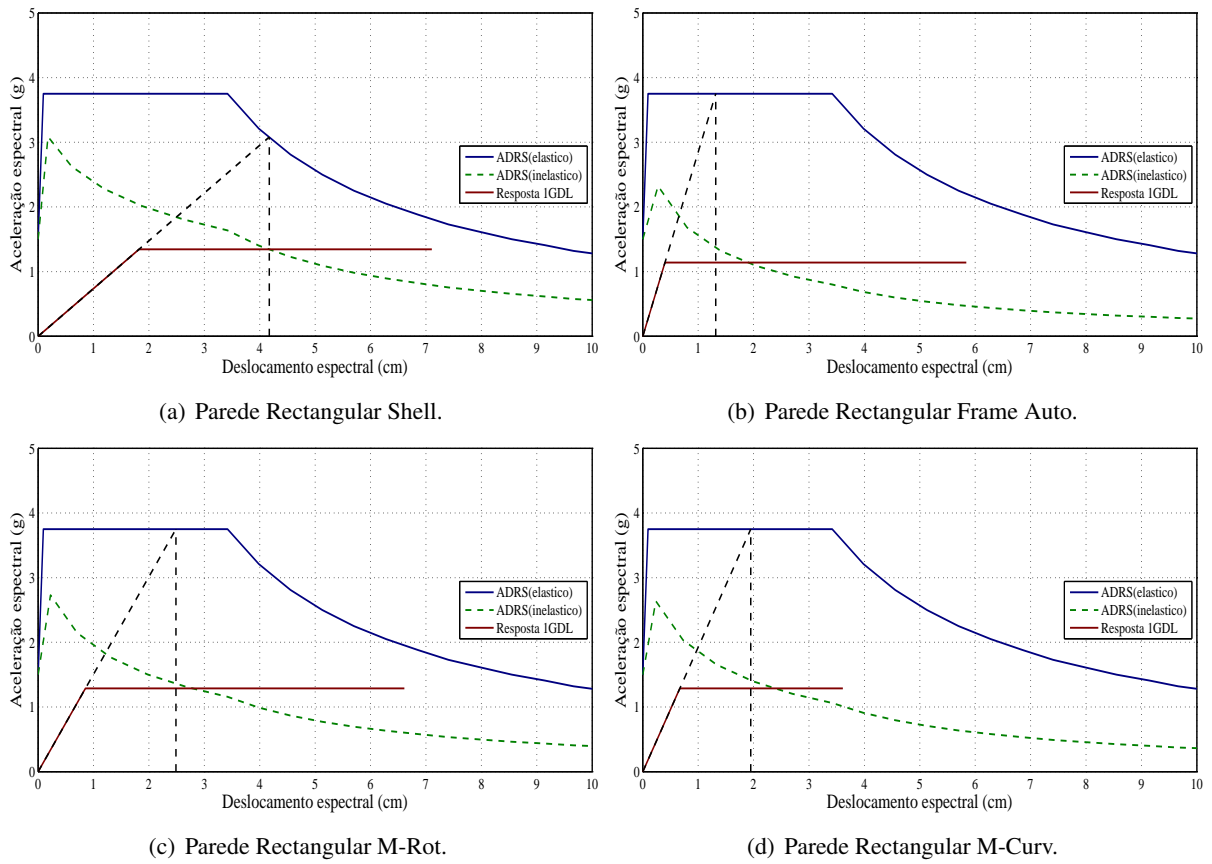 Aceleração espectral (g)
5
4
3
2
1
0
ADRS(elastico)
ADRS(inelastico)
Resposta 1GDL
0 1 2 3 4 5 6 7 8 9 10
Deslocamento espectral (cm)
(a) Parede Rectangular Shell.
Aceleração espectral (g)
5
4
3
2
1
0
ADRS(elastico)
ADRS(inelastico)
Resposta 1GDL
0 1 2 3 4 5 6 7 8 9 10
Deslocamento espectral (cm)
(b) Parede Rectangular Frame Auto.
Aceleração espectral (g)
5
4
3
2
1
0
ADRS(elastico)
ADRS(inelastico)
Resposta 1GDL
0 1 2 3 4 5 6 7 8 9 10
Deslocamento espectral (cm)
(c) Parede Rectangular M-Rot.
Aceleração espectral (g)
5
4
3
2
1
0
ADRS(elastico)
ADRS(inelastico)
Resposta 1GDL
0 1 2 3 4 5 6 7 8 9 10
Deslocamento espectral (cm)
(d) Parede Rectangular M-Curv.